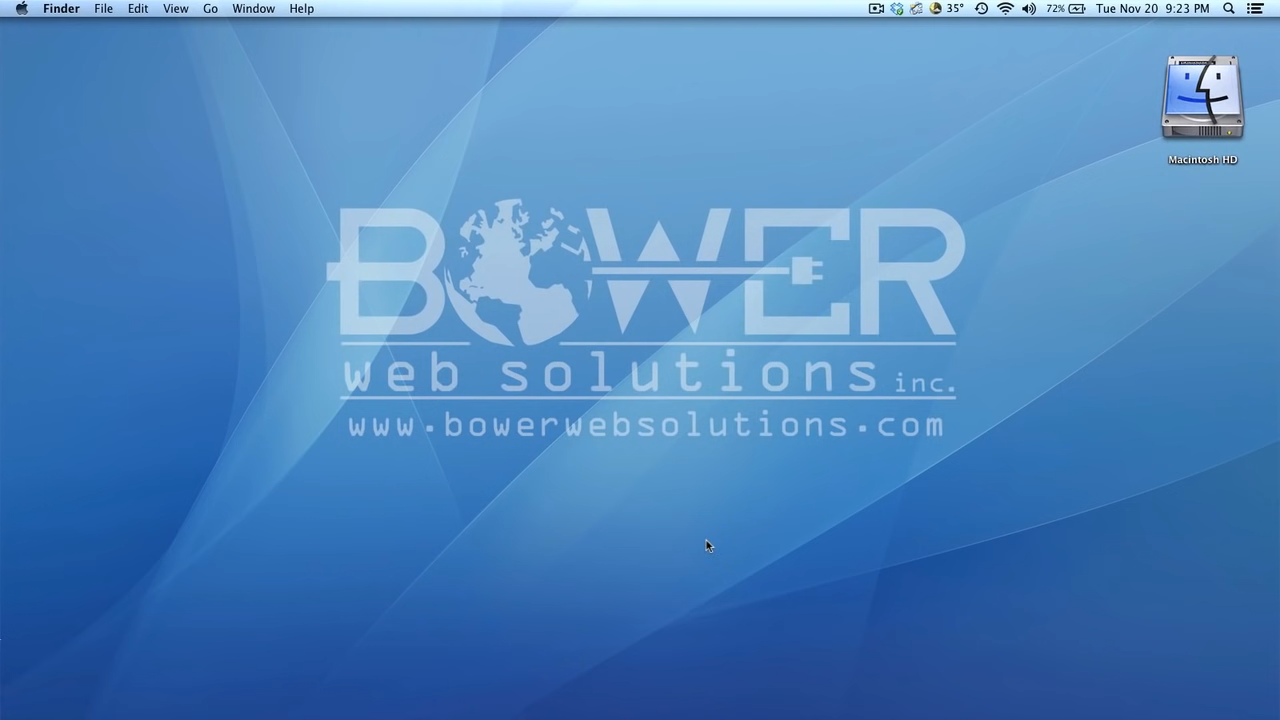 Finder File Edit View Go Window Help 35° 72% Tue Nov 20 9:23 PM
Macintosh HD
BOWER
web solutions inc.
www.bowerwebsolutions.com